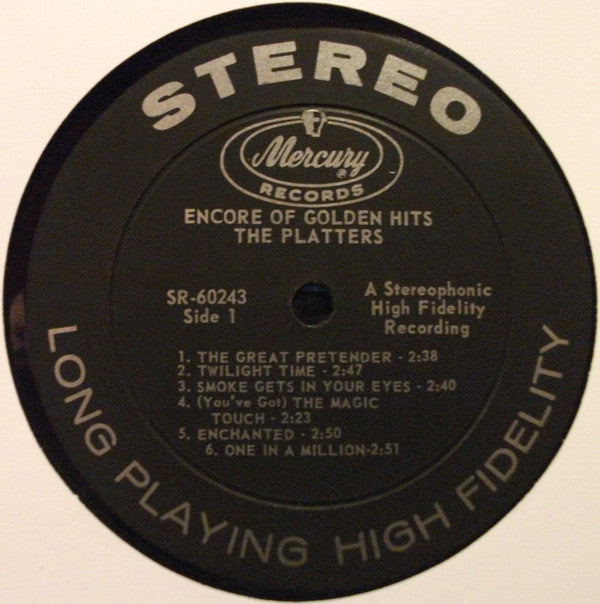 STEREO
Mercury
®
RECORDS
ENCORE OF GOLDEN HITS
THE PLATTERS
SR-60243
Side 1
A Stereophonic
High Fidelity
Recording
1. THE GREAT PRETENDER - 2:38
2. TWILIGHT TIME - 2:47
3. SMOKE GETS IN YOUR EYES - 2:40
4. (You've Got) THE MAGIC
TOUCH - 2:23
5. ENCHANTED - 2:50
6. ONE IN A MILLION-2:51
LONG PLAYING HIGH FIDELITY